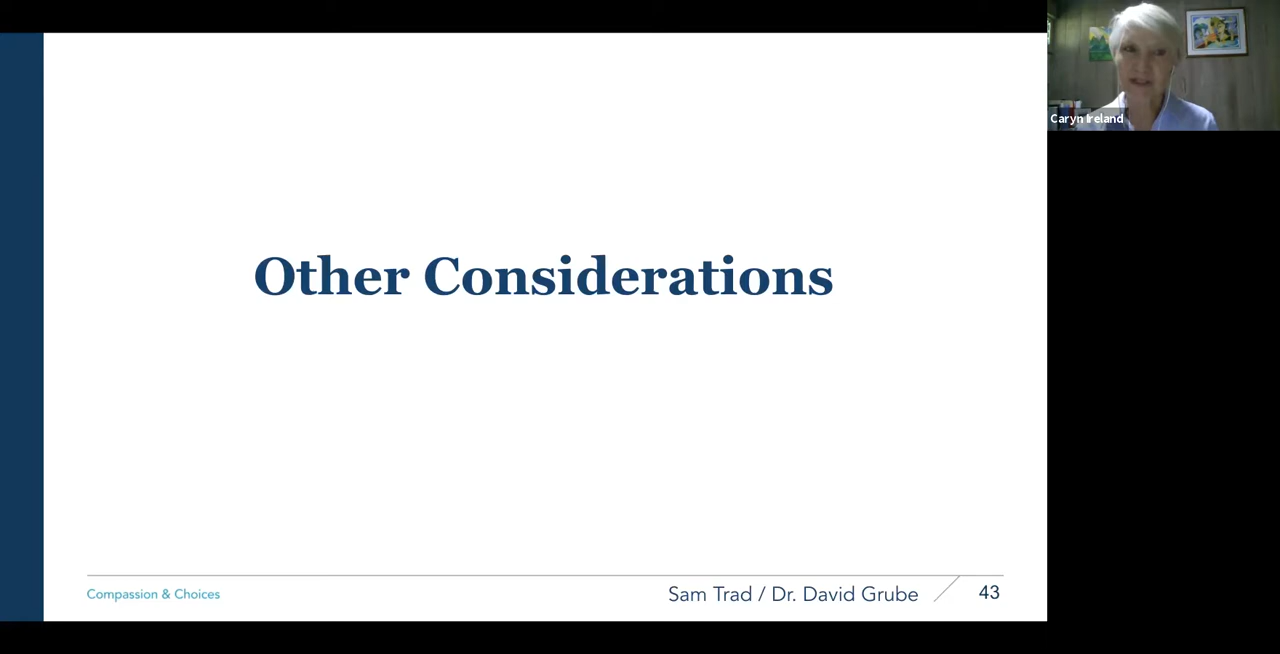 Caryn Ireland
Other Considerations
Compassion & Choices
Sam Trad / Dr. David Grube
43